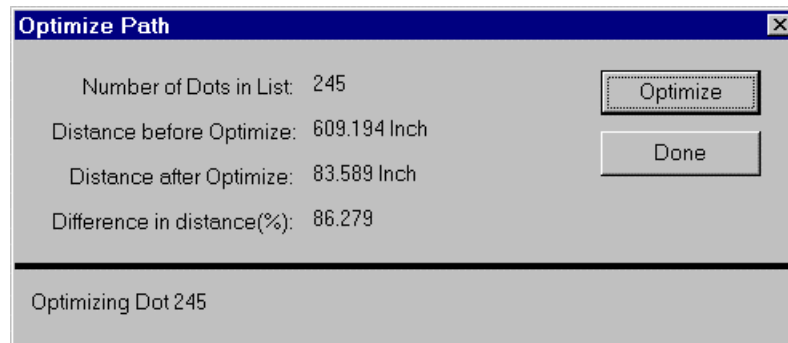 Optimize Path
Number of Dots in List: 245
Optimize
Distance before Optimize: 609.194 Inch
Done
Distance after Optimize: 83.589 Inch
Difference in distance(%): 86.279
Optimizing Dot 245